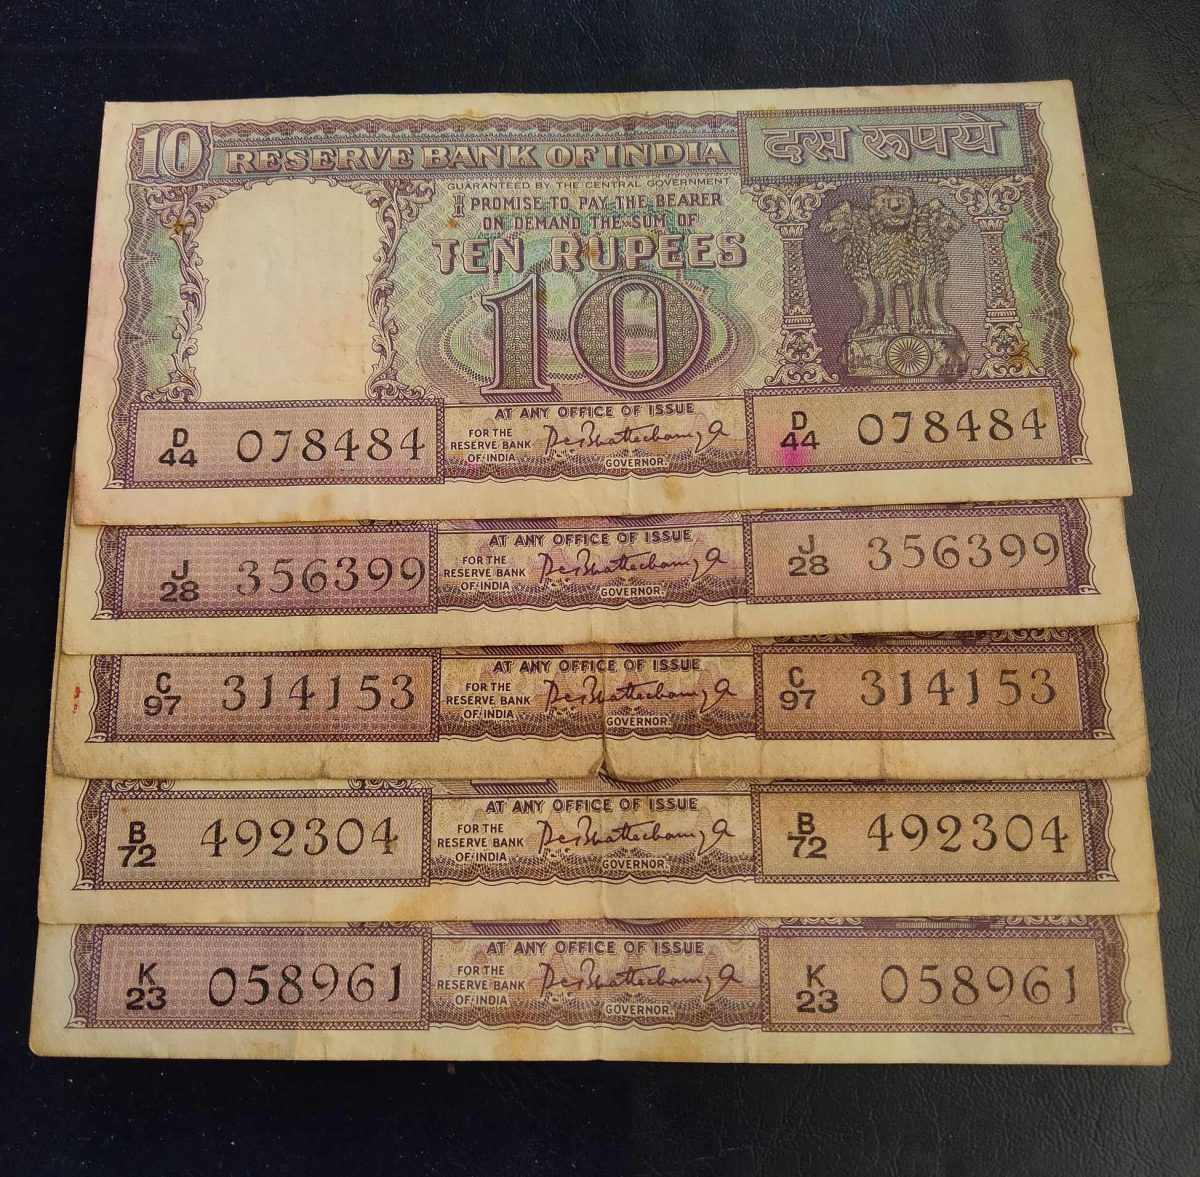 10 RESERVE BANK OF INDIA दस रुपये
GUARANTEED BY THE CENTRAL GOVERNMENT
I PROMISE TO PAY THE BEARER
ON DEMAND THE SUM OF
TEN RUPEES
10
AT ANY OFFICE OF ISSUE
D
44 078484
FOR THE
RESERVE BANK
OF INDIA
P C Bhattacharyya
GOVERNOR.
D
44 078484
AT ANY OFFICE OF ISSUE
J
28 356399
FOR THE
RESERVE BANK
OF INDIA
P C Bhattacharyya
GOVERNOR.
J
28 356399
AT ANY OFFICE OF ISSUE
C
97 314153
FOR THE
RESERVE BANK
OF INDIA
P C Bhattacharyya
GOVERNOR.
C
97 314153
AT ANY OFFICE OF ISSUE
B
72 492304
FOR THE
RESERVE BANK
OF INDIA
P C Bhattacharyya
GOVERNOR.
B
72 492304
AT ANY OFFICE OF ISSUE
K
23 058961
FOR THE
RESERVE BANK
OF INDIA
P C Bhattacharyya
GOVERNOR.
K
23 058961